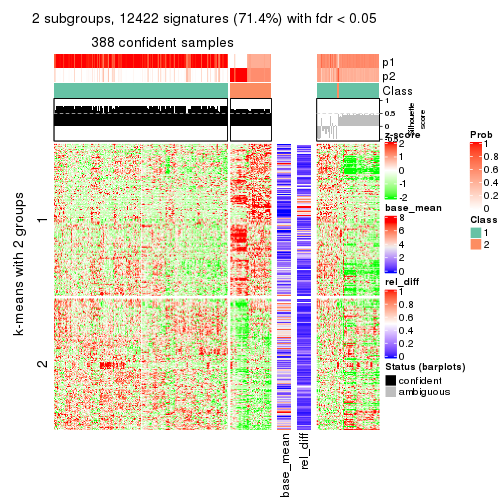 2 subgroups, 12422 signatures (71.4%) with fdr < 0.05
388 confident samples
p1
p2
Class
1
0.5
0
Silhouette
score
k-means with 2 groups
1
2
base_mean
rel_diff
z-score
2
1
0
-1
-2
base_mean
8
6
4
2
0
rel_diff
1
0.8
0.6
0.4
0.2
0
Status (barplots)
confident
ambiguous
Prob
1
0.8
0.6
0.4
0.2
0
Class
1
2